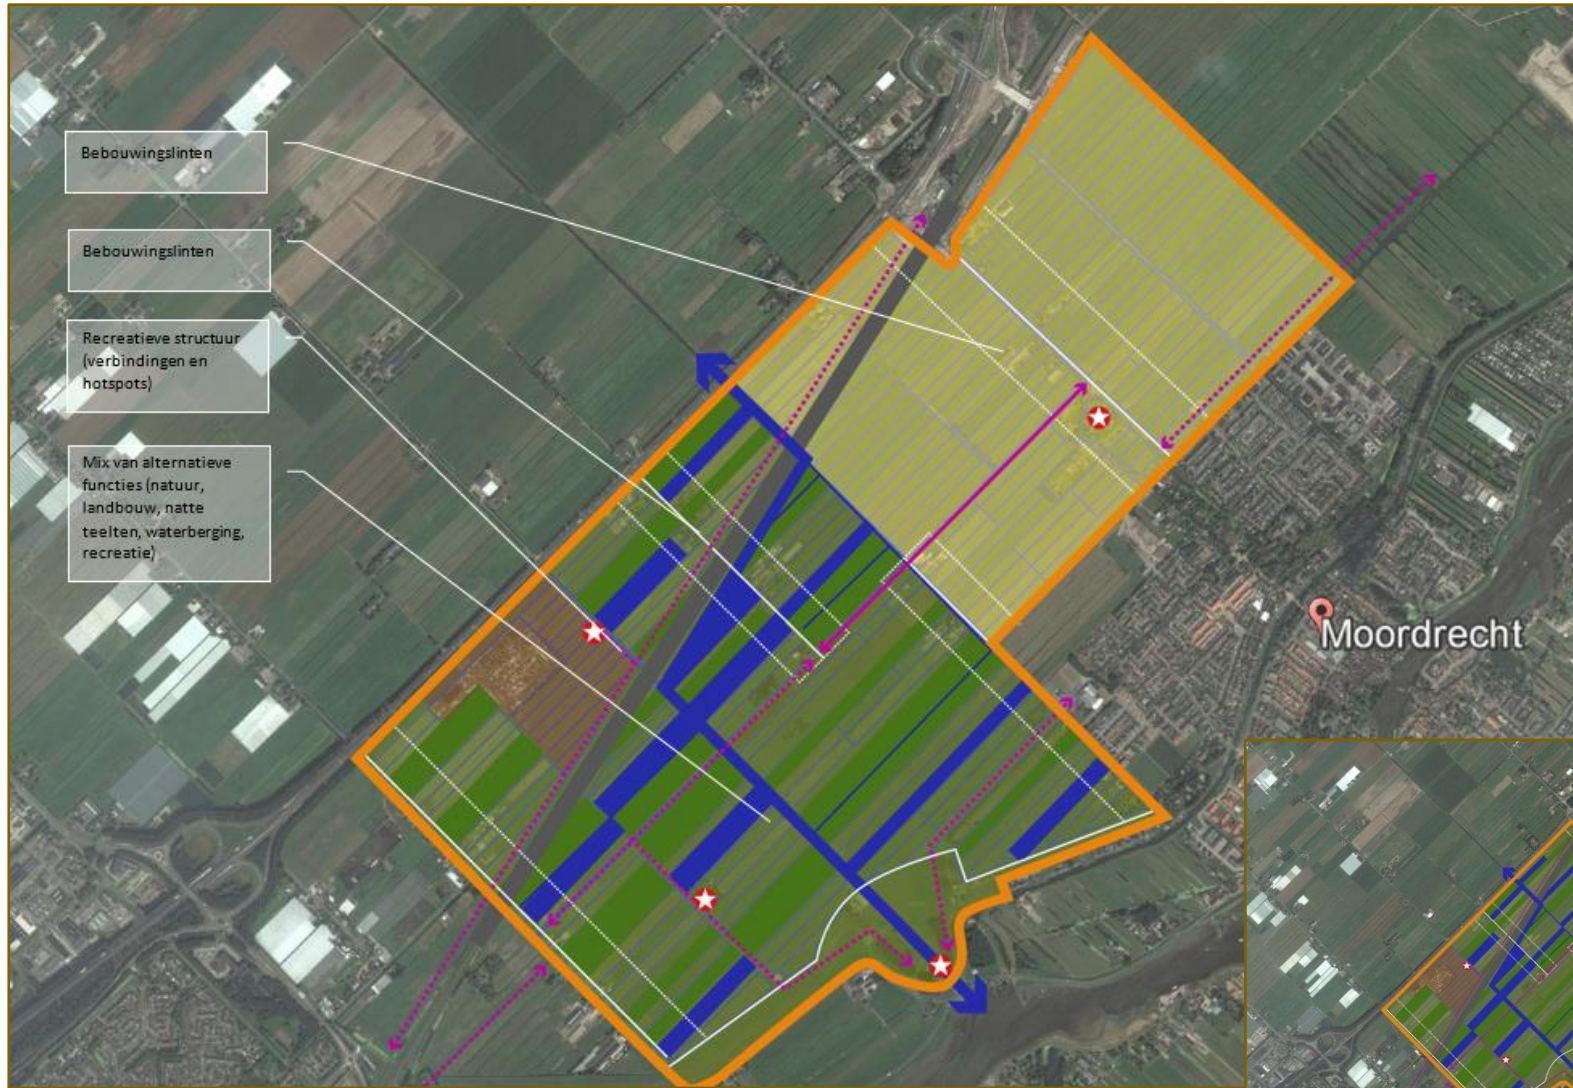 Bebouwingslinten
Bebouwingslinten
Recreatieve structuur
(verbindingen en
hotspots)
Mix van alternatieve
functies (natuur,
landbouw, natte
teelten, waterberging,
recreatie)
Moordrecht